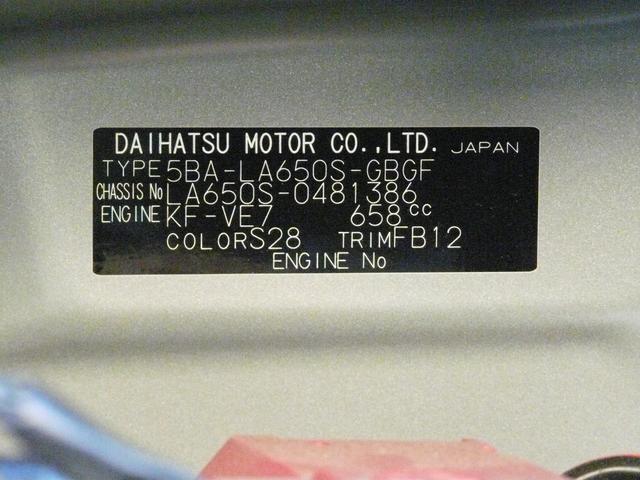 DAIHATSU MOTOR CO.,LTD. JAPAN
TYPE 5BA-LA650S-GBGF
CHASSIS No LA650S-0481386
ENGINE KF-VE7 658cc
COLOR S28 TRIM FB12
ENGINE No